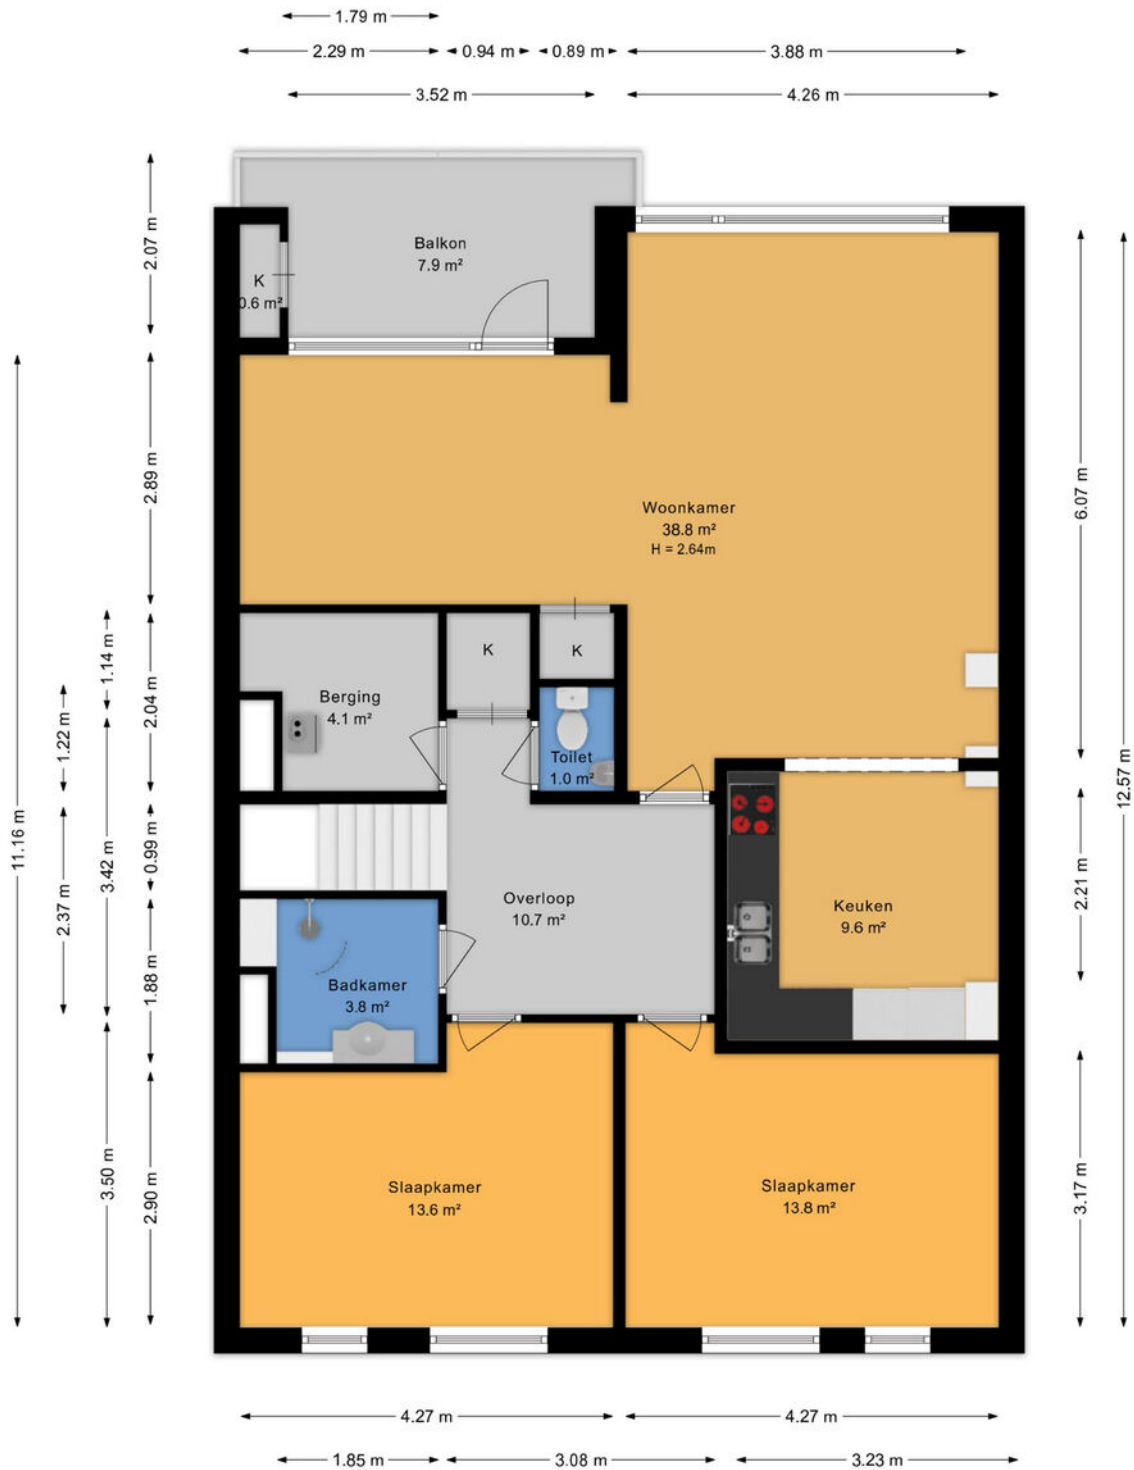 1.79 m
2.29 m
0.94 m
0.89 m
3.88 m
3.52 m
4.26 m
2.07 m
Balkon
7.9 m²
K
0.6 m²
2.89 m
6.07 m
Woonkamer
38.8 m²
H = 2.64m
1.14 m
2.04 m
1.22 m
K
K
Berging
4.1 m²
Toilet
1.0 m²
12.57 m
11.16 m
3.42 m
0.99 m
2.37 m
2.21 m
Overloop
10.7 m²
Keuken
9.6 m²
1.88 m
Badkamer
3.8 m²
3.50 m
2.90 m
3.17 m
Slaapkamer
13.6 m²
Slaapkamer
13.8 m²
4.27 m
4.27 m
1.85 m
3.08 m
3.23 m